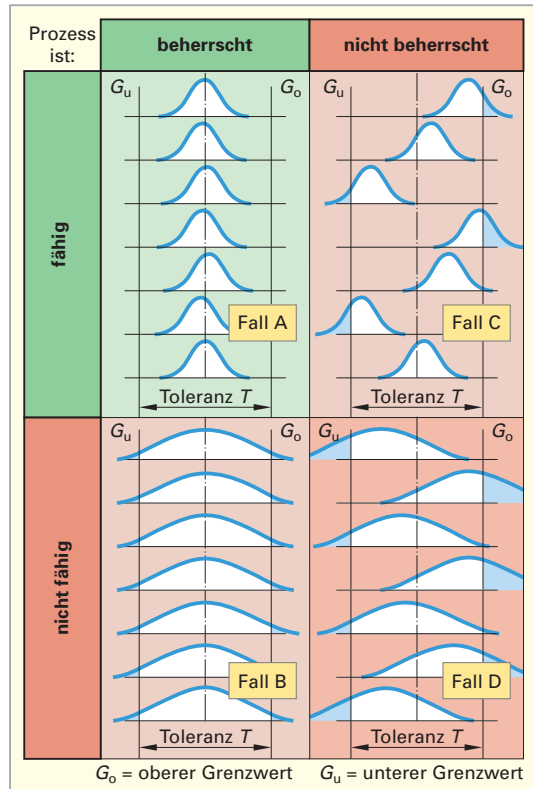 Prozess ist:
beherrscht
nicht beherrscht
fähig
Gu Go
Fall A
Toleranz T
Gu Go
Fall C
Toleranz T
nicht fähig
Gu Go
Fall B
Toleranz T
Gu Go
Fall D
Toleranz T
Go = oberer Grenzwert
Gu = unterer Grenzwert